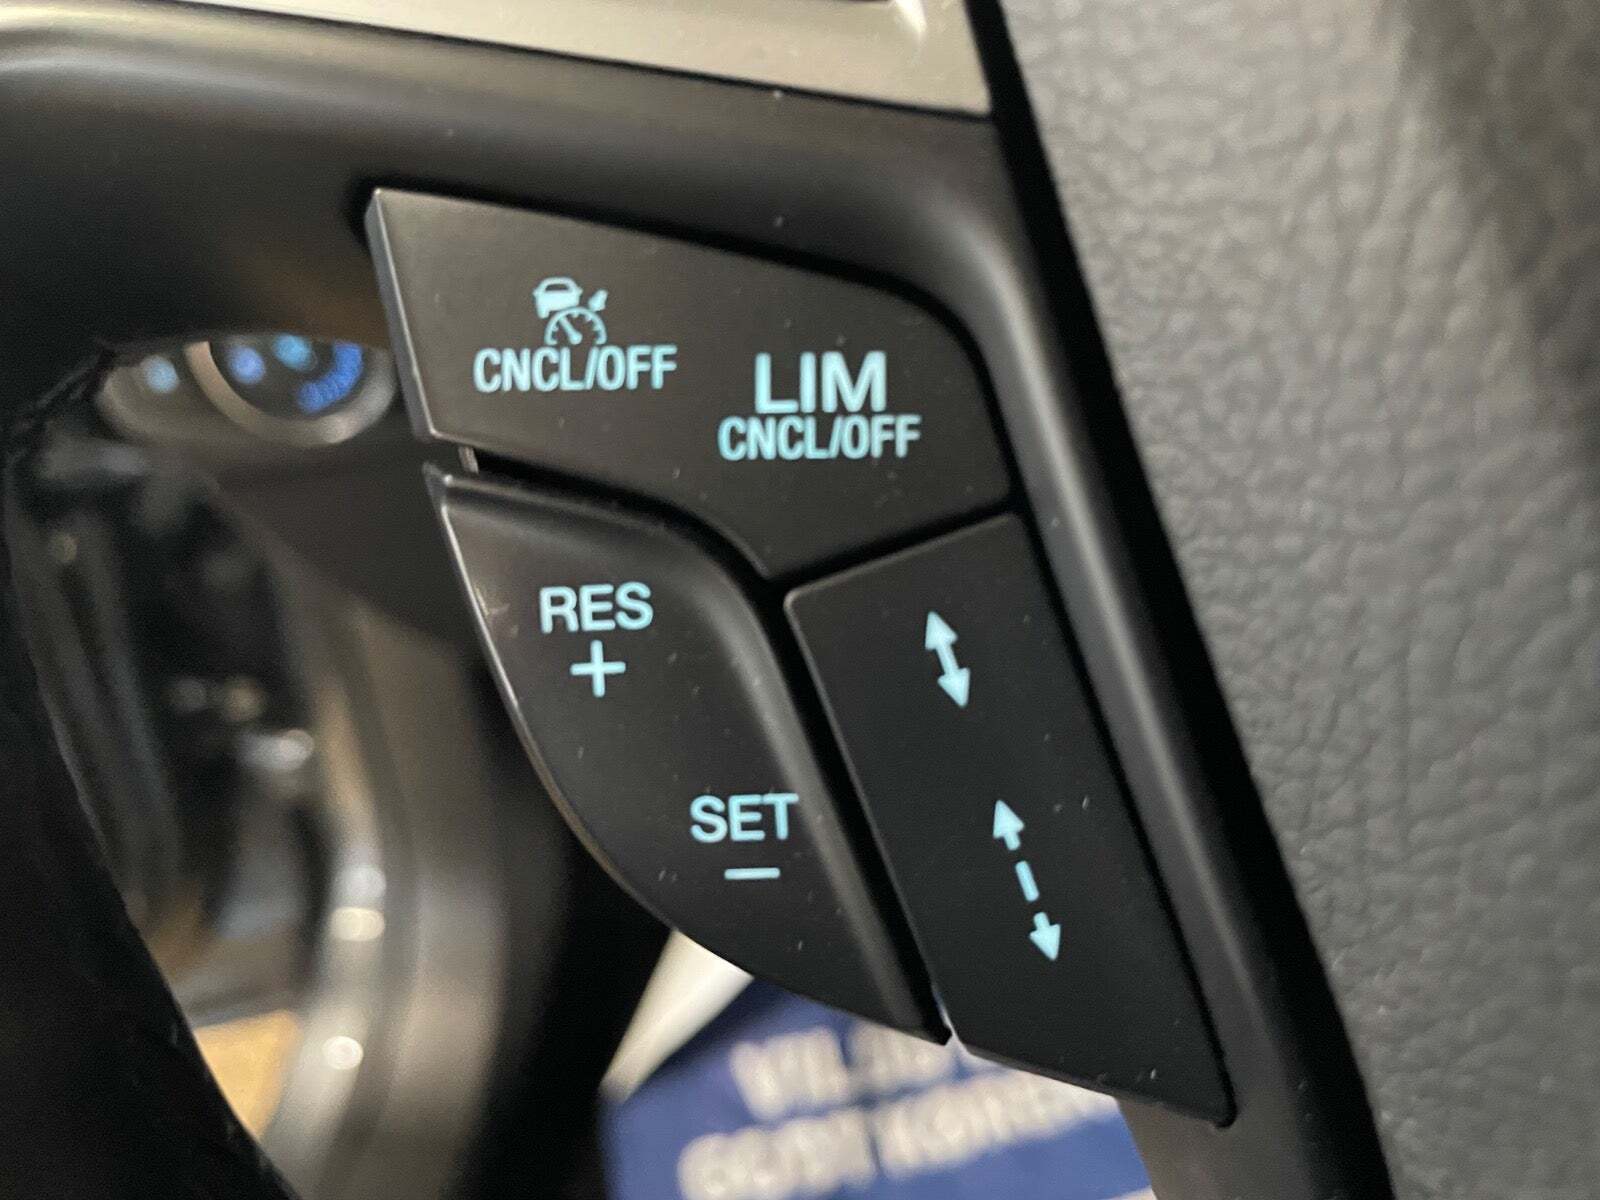 CNCL/OFF
LIM
CNCL/OFF
RES
+
SET
–